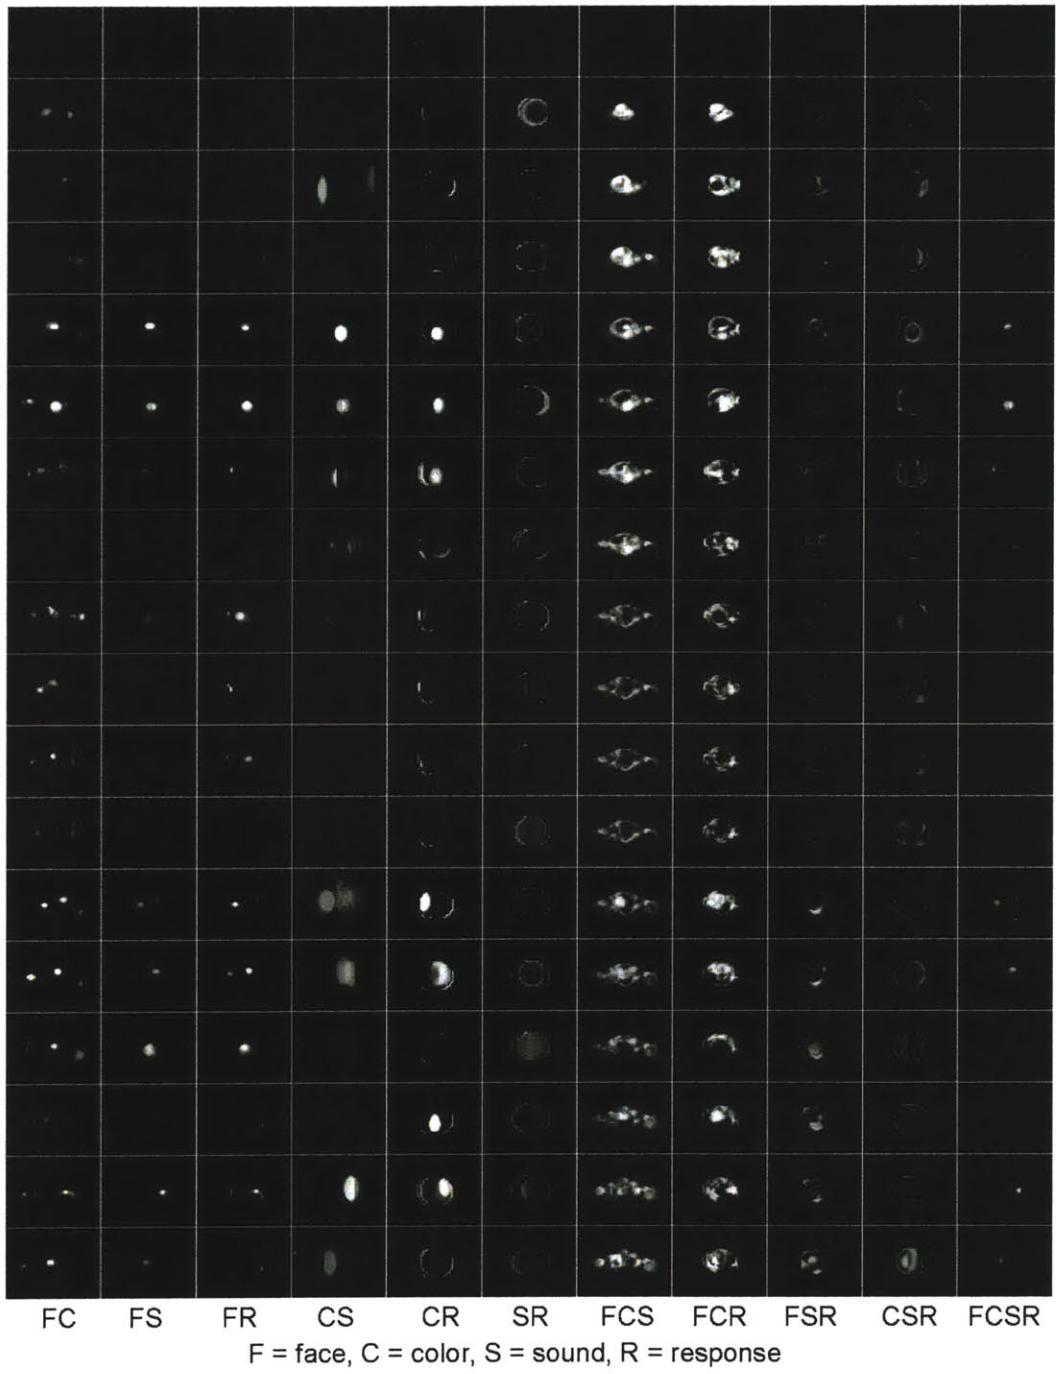 FC FS FR CS CR SR FCS FCR FSR CSR FCSR
F = face, C = color, S = sound, R = response